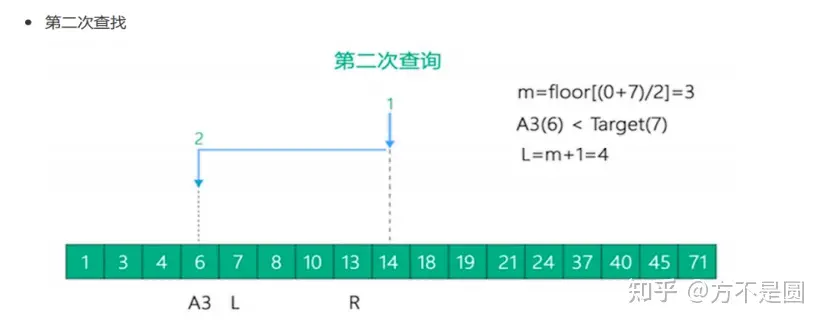 • 第二次查找
第二次查询
m=floor[(0+7)/2]=3
A3(6) < Target(7)
L=m+1=4
1
2
1 3 4 6 7 8 10 13 14 18 19 21 24 37 40 45 71
A3 L R
知乎 @方不是圆